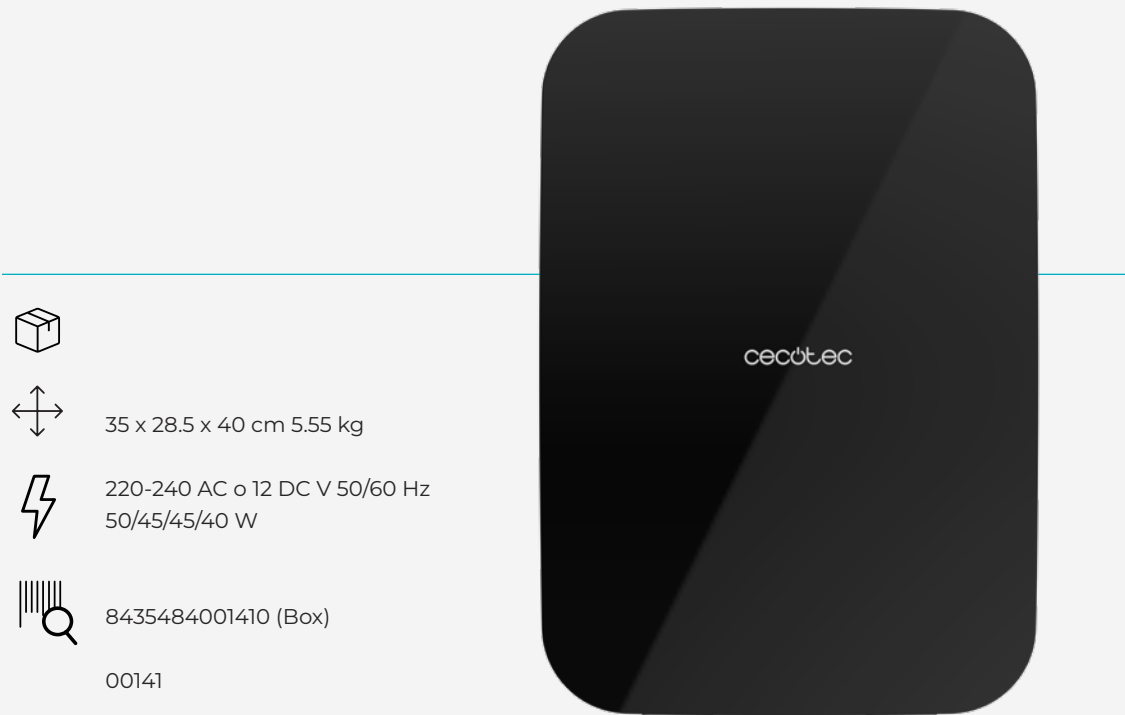 cecotec
35 x 28.5 x 40 cm 5.55 kg
220-240 AC o 12 DC V 50/60 Hz
50/45/45/40 W
8435484001410 (Box)
00141